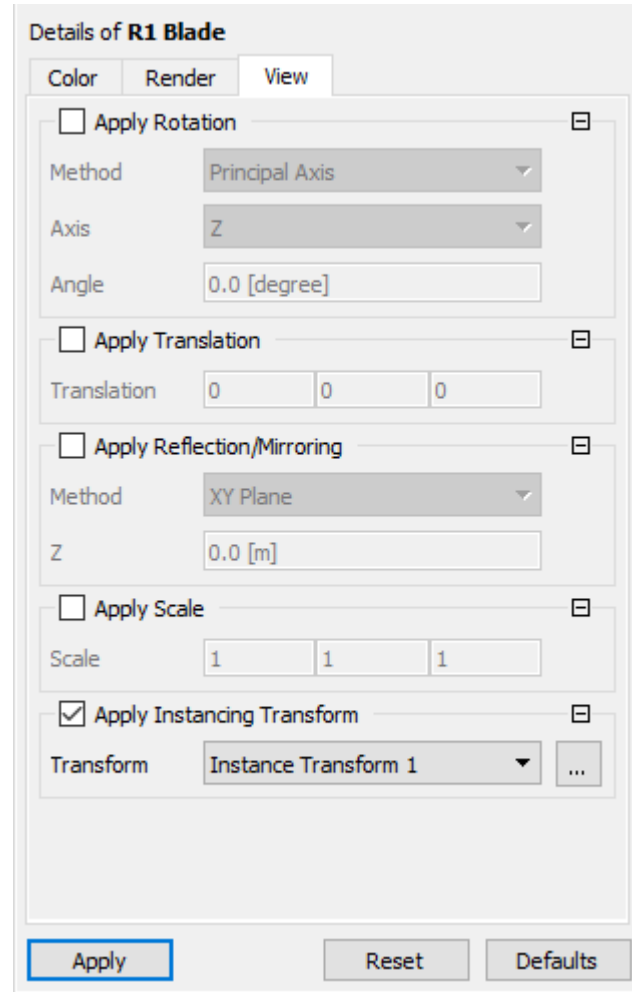 Details of R1 Blade
Color Render View
Apply Rotation
Method Principal Axis
Axis Z
Angle 0.0 [degree]
Apply Translation
Translation 0 0 0
Apply Reflection/Mirroring
Method XY Plane
Z 0.0 [m]
Apply Scale
Scale 1 1 1
Apply Instancing Transform
Transform Instance Transform 1 ...
Apply Reset Defaults